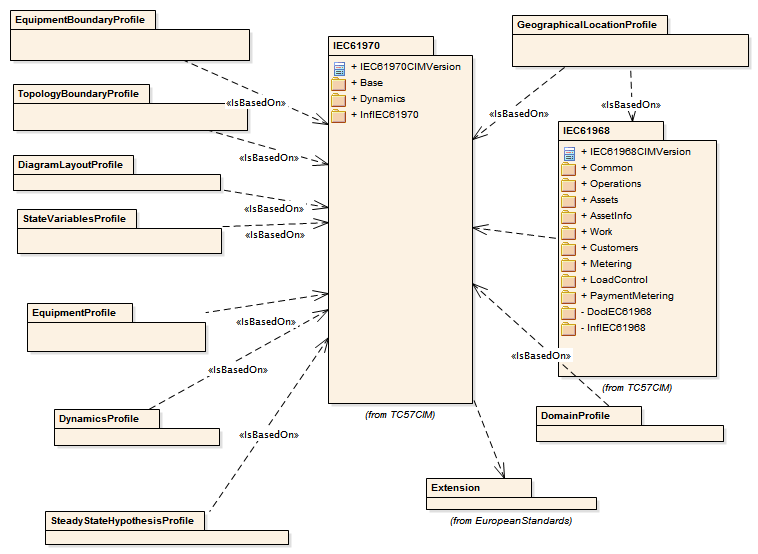 EquipmentBoundaryProfile
TopologyBoundaryProfile
«IsBasedOn»
«IsBasedOn»
DiagramLayoutProfile
«IsBasedOn»
StateVariablesProfile
«IsBasedOn»
EquipmentProfile
«IsBasedOn»
DynamicsProfile
«IsBasedOn»
SteadyStateHypothesisProfile
«IsBasedOn»
IEC61970
+ IEC61970CIMVersion
+ Base
+ Dynamics
+ InfIEC61970
(from TC57CIM)
GeographicalLocationProfile
«IsBasedOn»
«IsBasedOn»
IEC61968
+ IEC61968CIMVersion
+ Common
+ Operations
+ Assets
+ AssetInfo
+ Work
+ Customers
+ Metering
+ LoadControl
+ PaymentMetering
- DocIEC61968
- InfIEC61968
(from TC57CIM)
«IsBasedOn»
DomainProfile
Extension
(from EuropeanStandards)